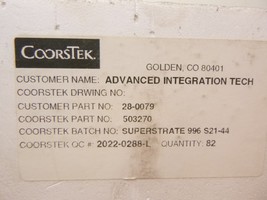 COORSTEK
GOLDEN, CO 80401
CUSTOMER NAME: ADVANCED INTEGRATION TECH
COORSTEK DRWING NO:
CUSTOMER PART NO: 28-0079
COORSTEK PART NO: 503270
COORSTEK BATCH NO: SUPERSTRATE 996 S21-44
COORSTEK QC #: 2022-0288-L QUANTITY: 82